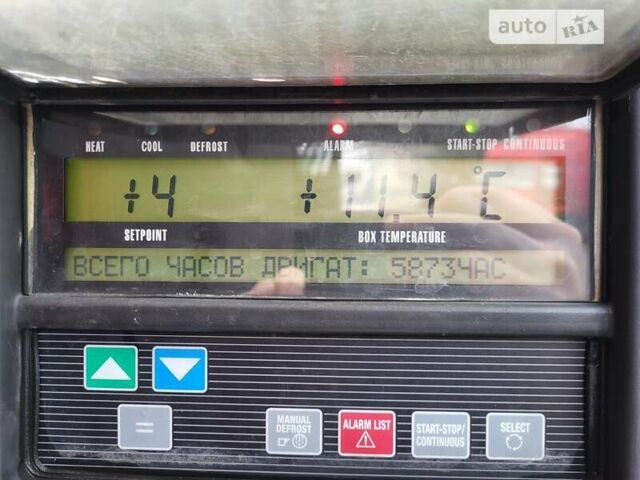 auto RIA
HEAT COOL DEFROST ALARM START-STOP CONTINUOUS
+4 +11.4 °C
SETPOINT BOX TEMPERATURE
ВСЕГО ЧАСОВ ДВИГАТ: 58734ЧАС
MANUAL DEFROST
ALARM LIST
START-STOP/ CONTINUOUS
SELECT